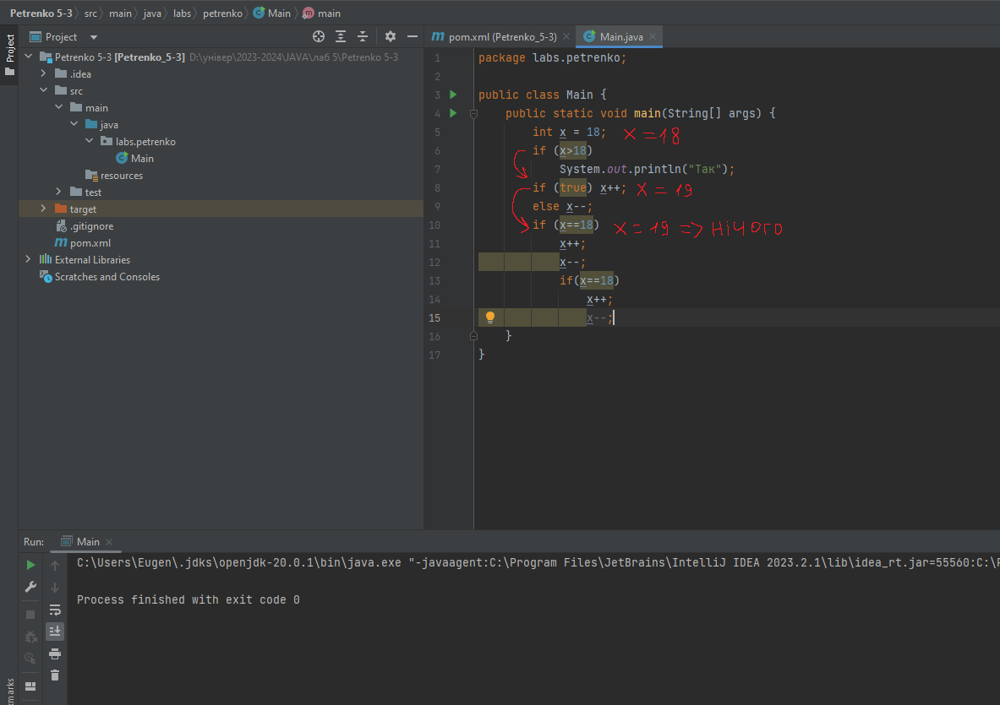 Petrenko 5-3 src main java labs petrenko Main main
Project
Project
pom.xml (Petrenko_5-3)
Main.java
Petrenko 5-3 [Petrenko_5-3] D:\універ\2023-2024\JAVA\лаб 5\Petrenko 5-3
.idea
src
main
java
labs.petrenko
Main
resources
test
target
.gitignore
pom.xml
External Libraries
Scratches and Consoles
1 package labs.petrenko;
2
3 public class Main {
4 public static void main(String[] args) {
5 int x = 18; x = 18
6 if (x>18)
7 System.out.println("Так");
8 if (true) x++; x = 19
9 else x--;
10 if (x==18) x = 19 => нічого
11 x++;
12 x--;
13 if(x==18)
14 x++;
15 x--;
16 }
17 }
Run: Main
C:\Users\Eugen\.jdks\openjdk-20.0.1\bin\java.exe "-javaagent:C:\Program Files\JetBrains\IntelliJ IDEA 2023.2.1\lib\idea_rt.jar=55560:C:\
Process finished with exit code 0